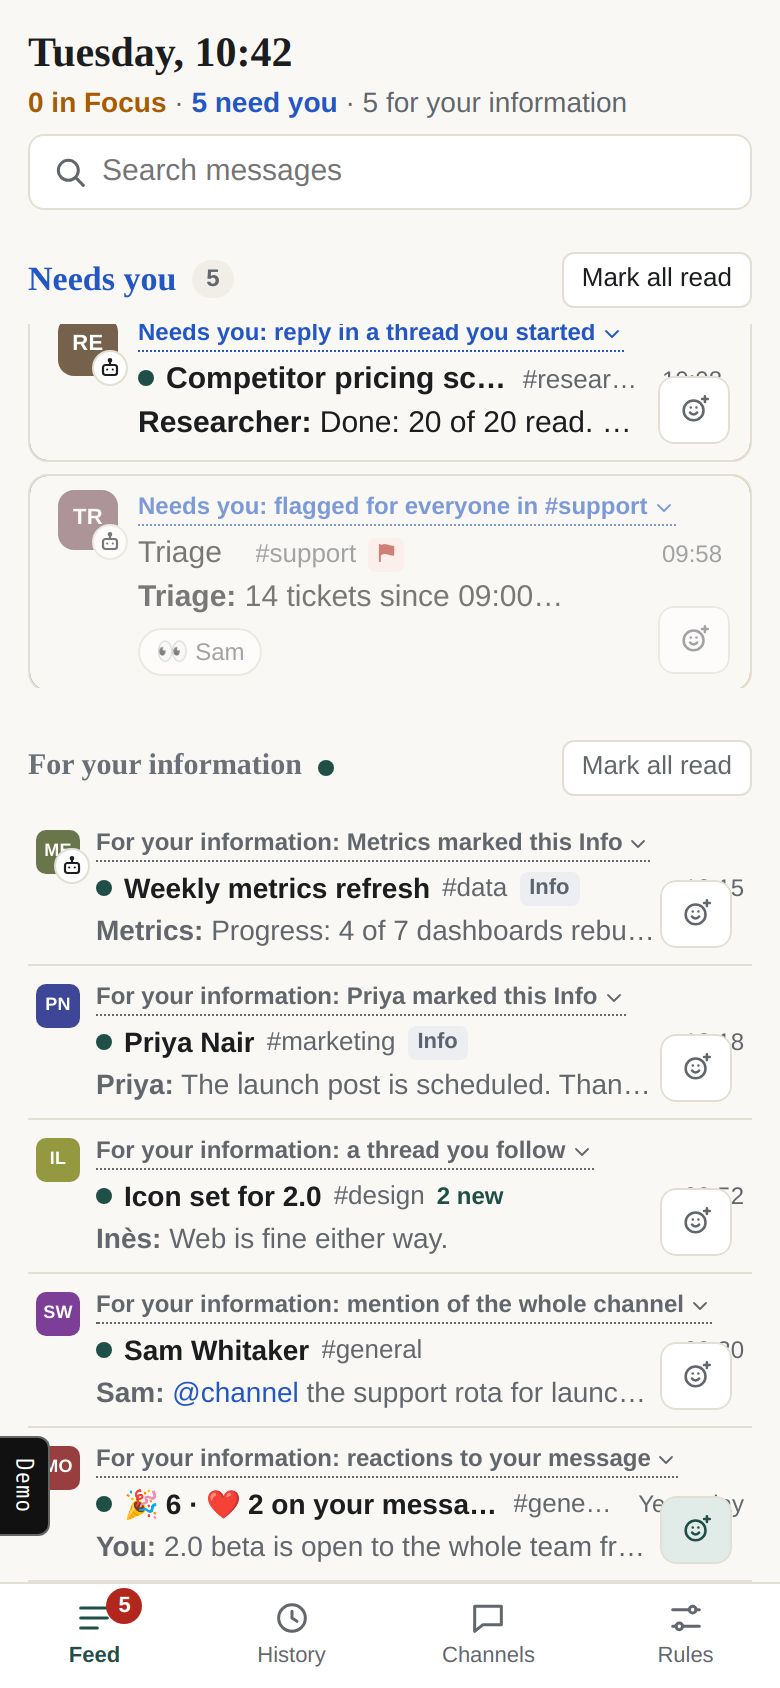 Tuesday, 10:42
0 in Focus · 5 need you · 5 for your information
Search messages
Needs you 5 Mark all read
RE Needs you: reply in a thread you started
Competitor pricing sc… #resear…
Researcher: Done: 20 of 20 read. …
TR Needs you: flagged for everyone in #support
Triage #support 09:58
Triage: 14 tickets since 09:00…
👀 Sam
For your information Mark all read
For your information: Metrics marked this Info
Weekly metrics refresh #data Info
Metrics: Progress: 4 of 7 dashboards rebu…
PN For your information: Priya marked this Info
Priya Nair #marketing Info
Priya: The launch post is scheduled. Than…
IL For your information: a thread you follow
Icon set for 2.0 #design 2 new
Inès: Web is fine either way.
SW For your information: mention of the whole channel
Sam Whitaker #general
Sam: @channel the support rota for launc…
MO For your information: reactions to your message
🎉 6 · ❤️ 2 on your messa… #gene…
You: 2.0 beta is open to the whole team fr…
Demo
5
Feed History Channels Rules